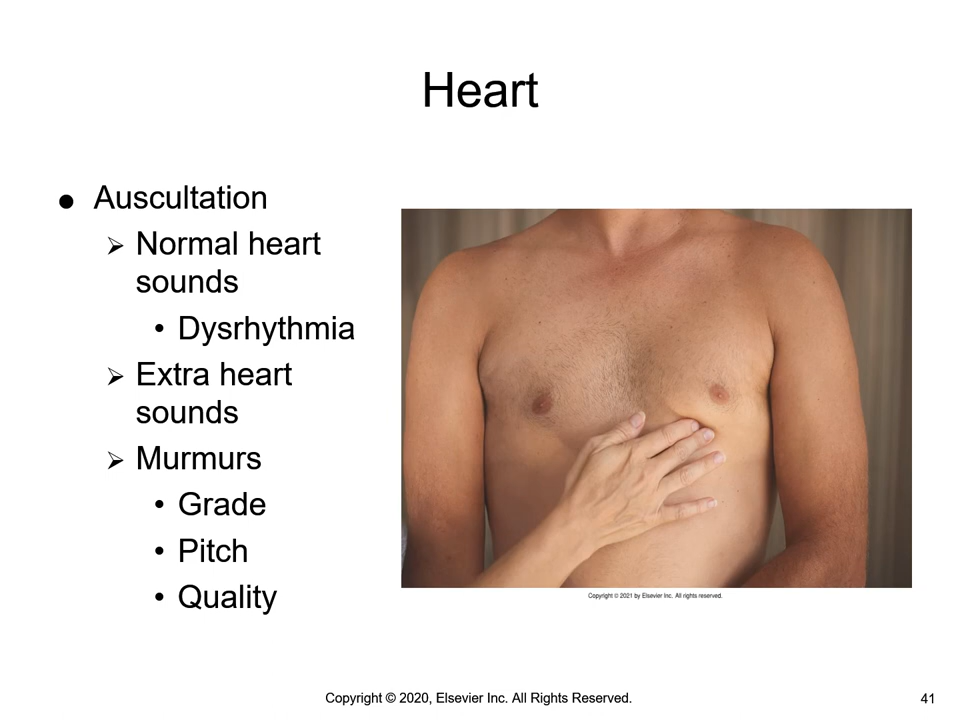 Heart
● Auscultation
➢ Normal heart
sounds
• Dysrhythmia
➢ Extra heart
sounds
➢ Murmurs
• Grade
• Pitch
• Quality
Copyright © 2021 by Elsevier Inc. All rights reserved.
Copyright © 2020, Elsevier Inc. All Rights Reserved.
41